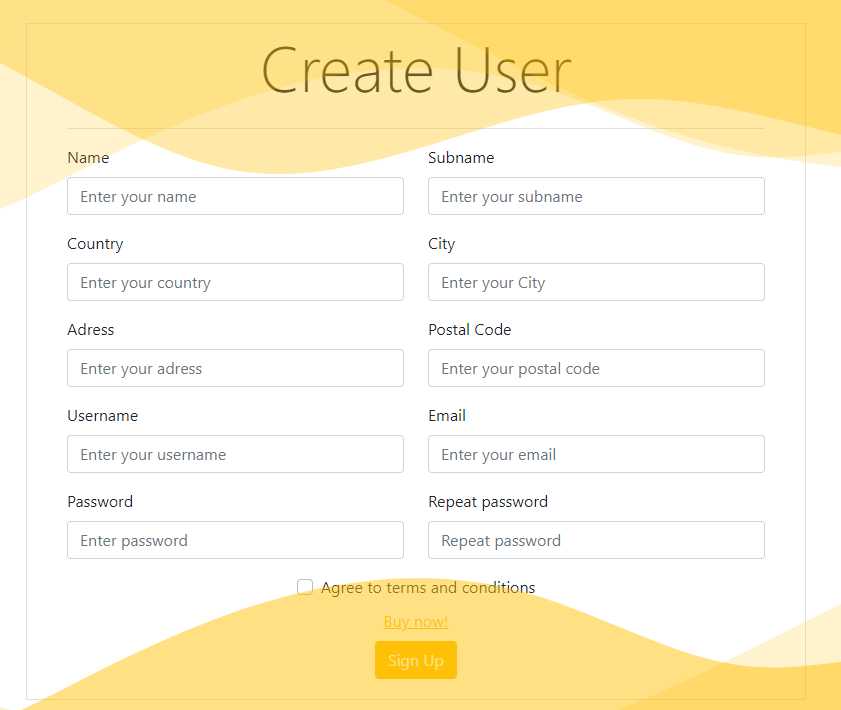 Create User
Name Subname
Enter your name Enter your subname
Country City
Enter your country Enter your City
Adress Postal Code
Enter your adress Enter your postal code
Username Email
Enter your username Enter your email
Password Repeat password
Enter password Repeat password
Agree to terms and conditions
Buy now!
Sign Up